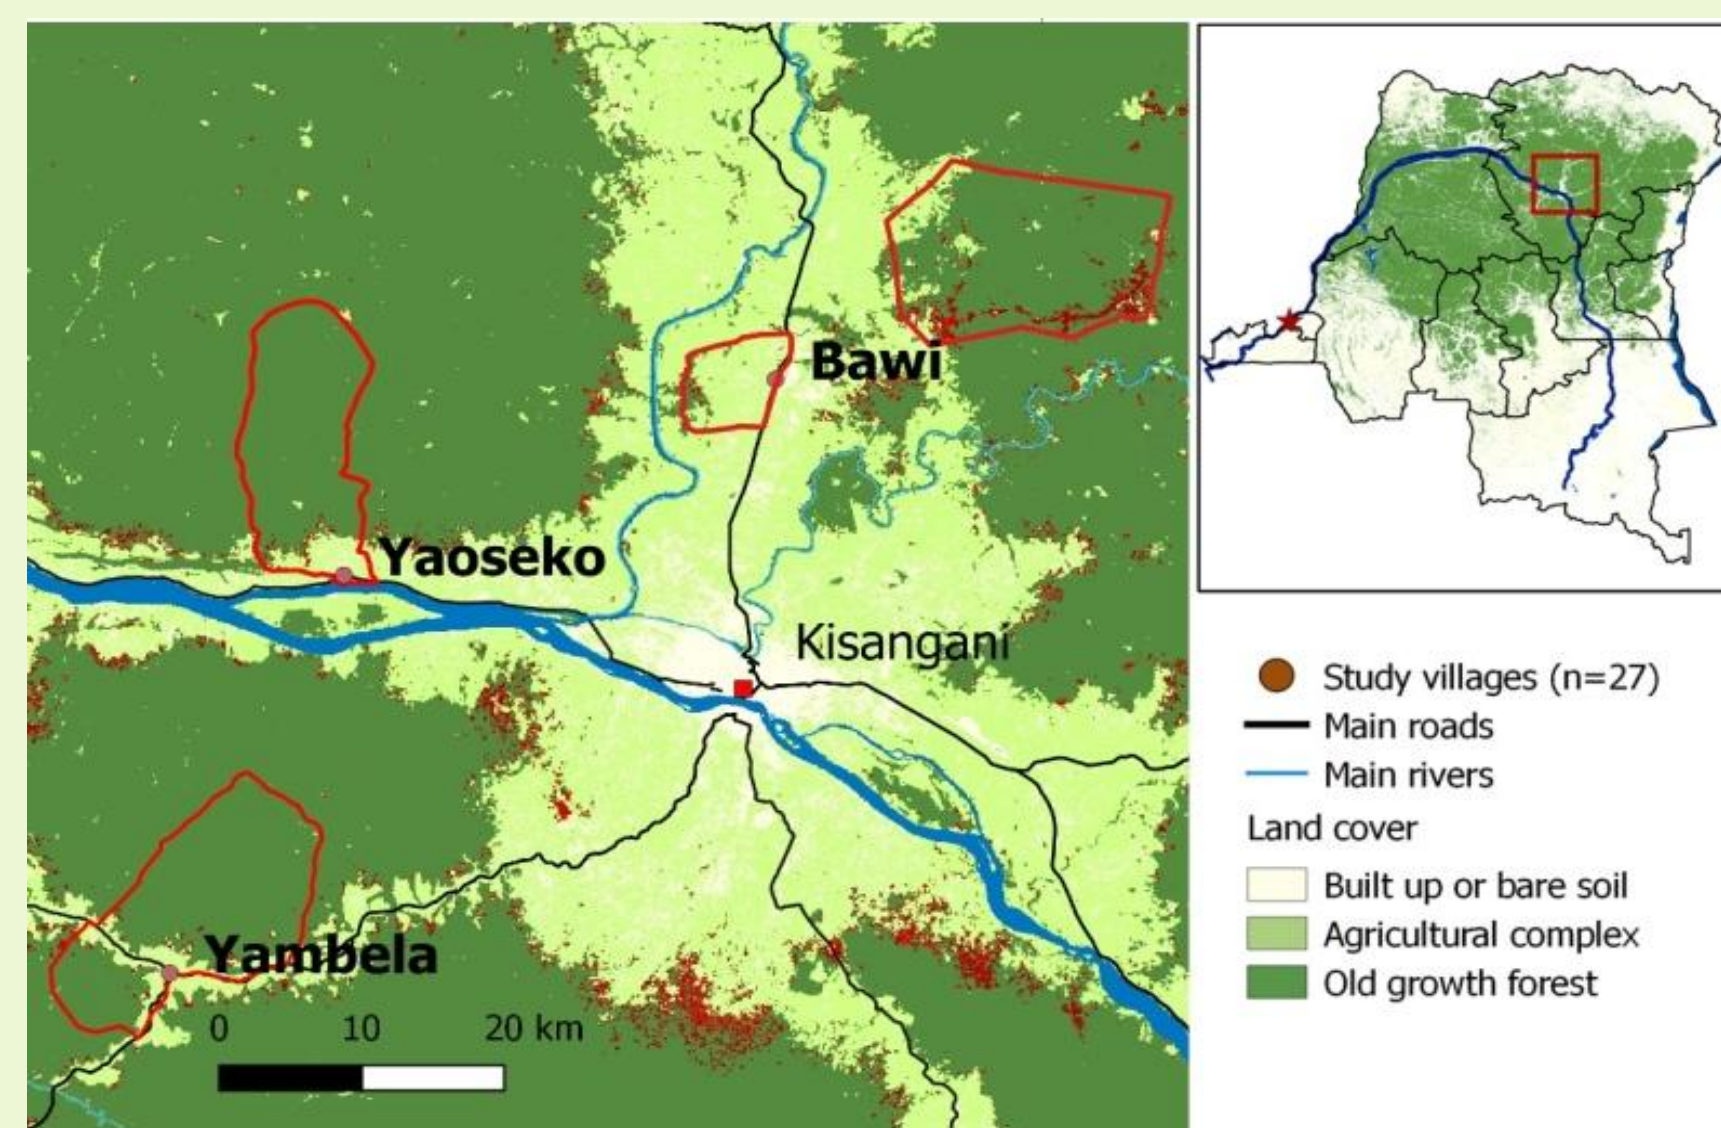 Bawi
Yaoseko
Kisangani
Yambela
0 10 20 km
Study villages (n=27)
Main roads
Main rivers
Land cover
Built up or bare soil
Agricultural complex
Old growth forest